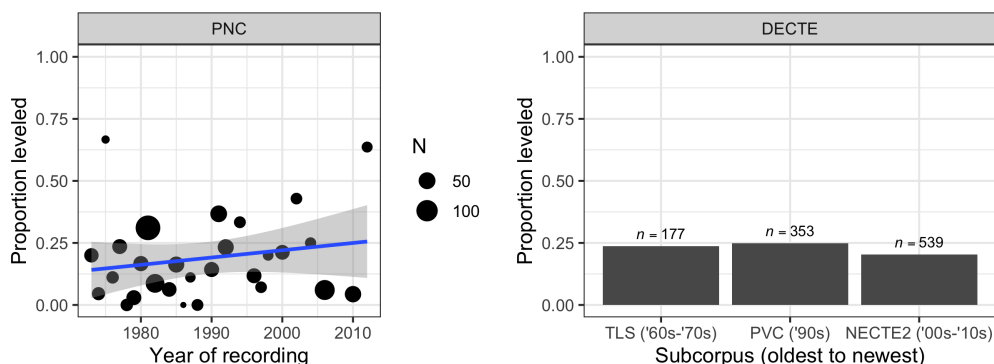 PNC
Proportion leveled
1.00
0.75
0.50
0.25
0.00
1980
1990
2000
2010
Year of recording
N
50
100
DECTE
Proportion leveled
1.00
0.75
0.50
0.25
0.00
n = 177
n = 353
n = 539
TLS ('60s-'70s)
PVC ('90s)
NECTE2 ('00s-'10s)
Subcorpus (oldest to newest)